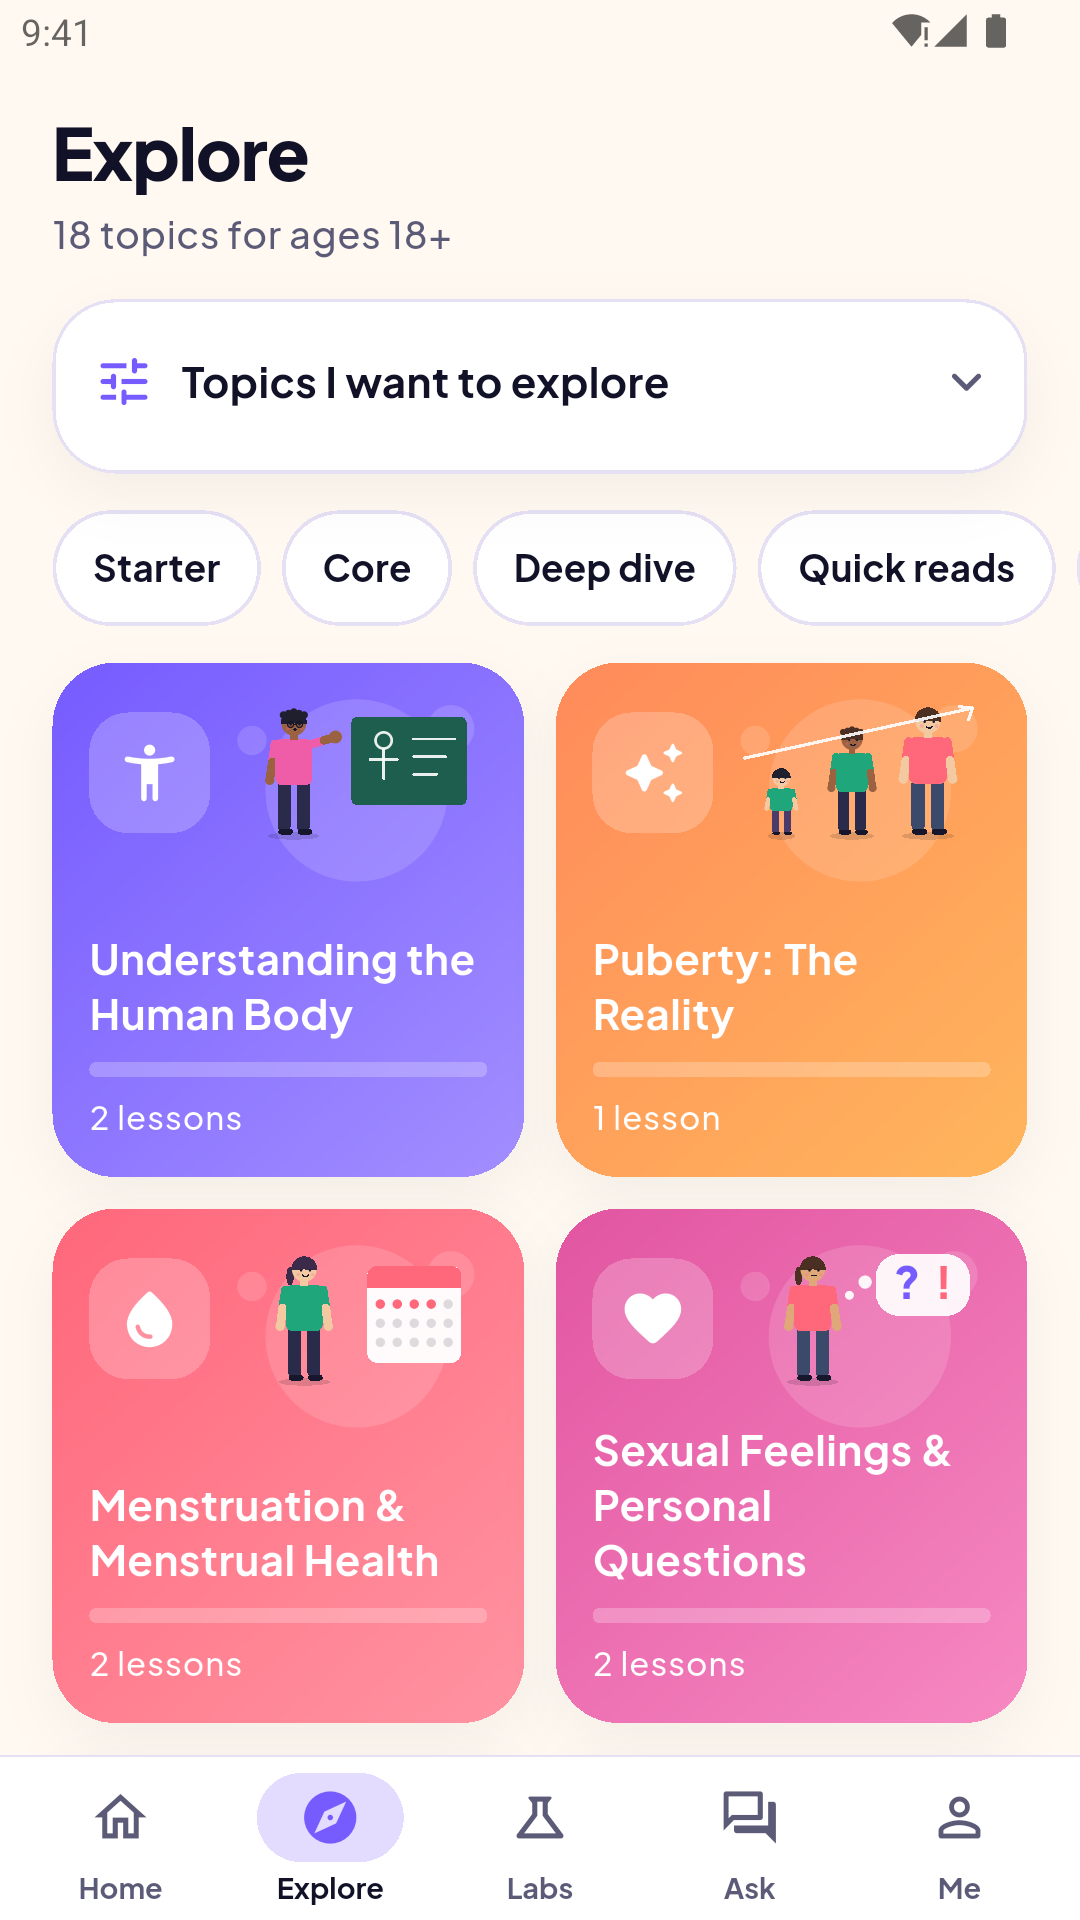 9:41
Explore
18 topics for ages 18+
Topics I want to explore
Starter
Core
Deep dive
Quick reads
Understanding the
Human Body
2 lessons
Puberty: The
Reality
1 lesson
? !
Menstruation &
Menstrual Health
2 lessons
Sexual Feelings &
Personal
Questions
2 lessons
Home
Explore
Labs
Ask
Me